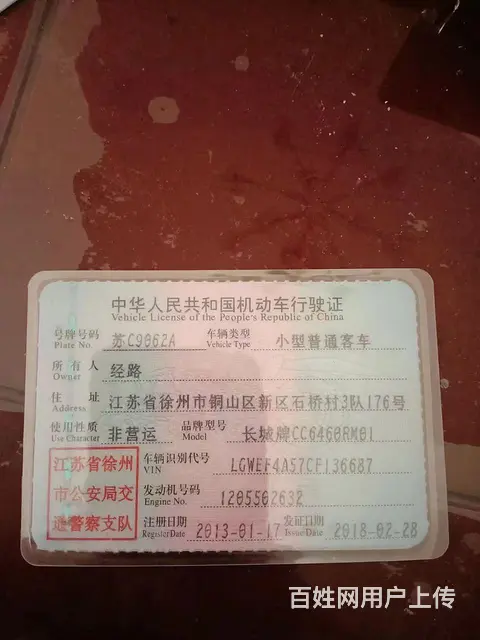 中华人民共和国机动车行驶证
Vehicle License of the People's Republic of China
号牌号码 苏C9062A 车辆类型 小型普通客车
Plate No. Vehicle Type
所有人 经路
Owner
住址 江苏省徐州市铜山区新区石桥村3队176号
Address
使用性质 非营运 品牌型号 长城牌CC6460RM01
Use Character Model
江苏省徐州
市公安局交
通警察支队
车辆识别代号 LGWEF4A57CF136687
VIN
发动机号码 1205502632
Engine No.
注册日期 2013-01-17 发证日期 2018-02-28
Register Date Issue Date
百姓网用户上传